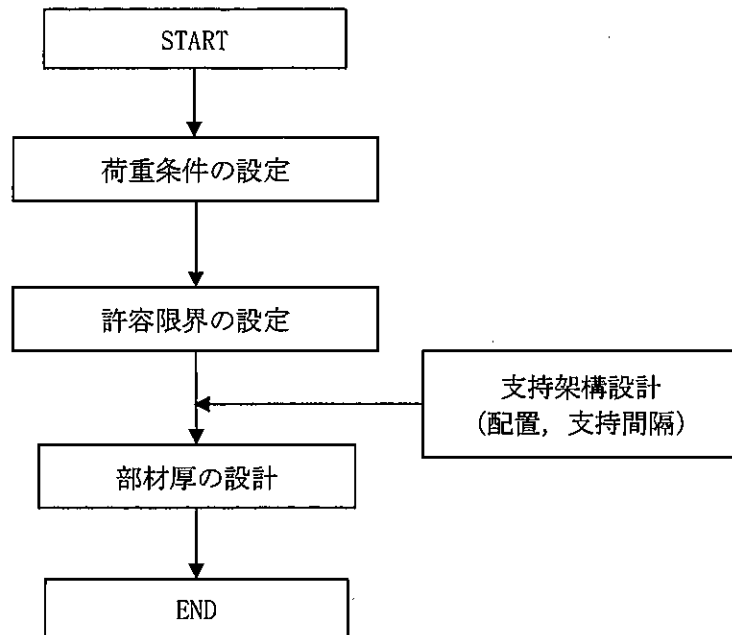 START
荷重条件の設定
許容限界の設定
支持架構設計
(配置，支持間隔)
部材厚の設計
END